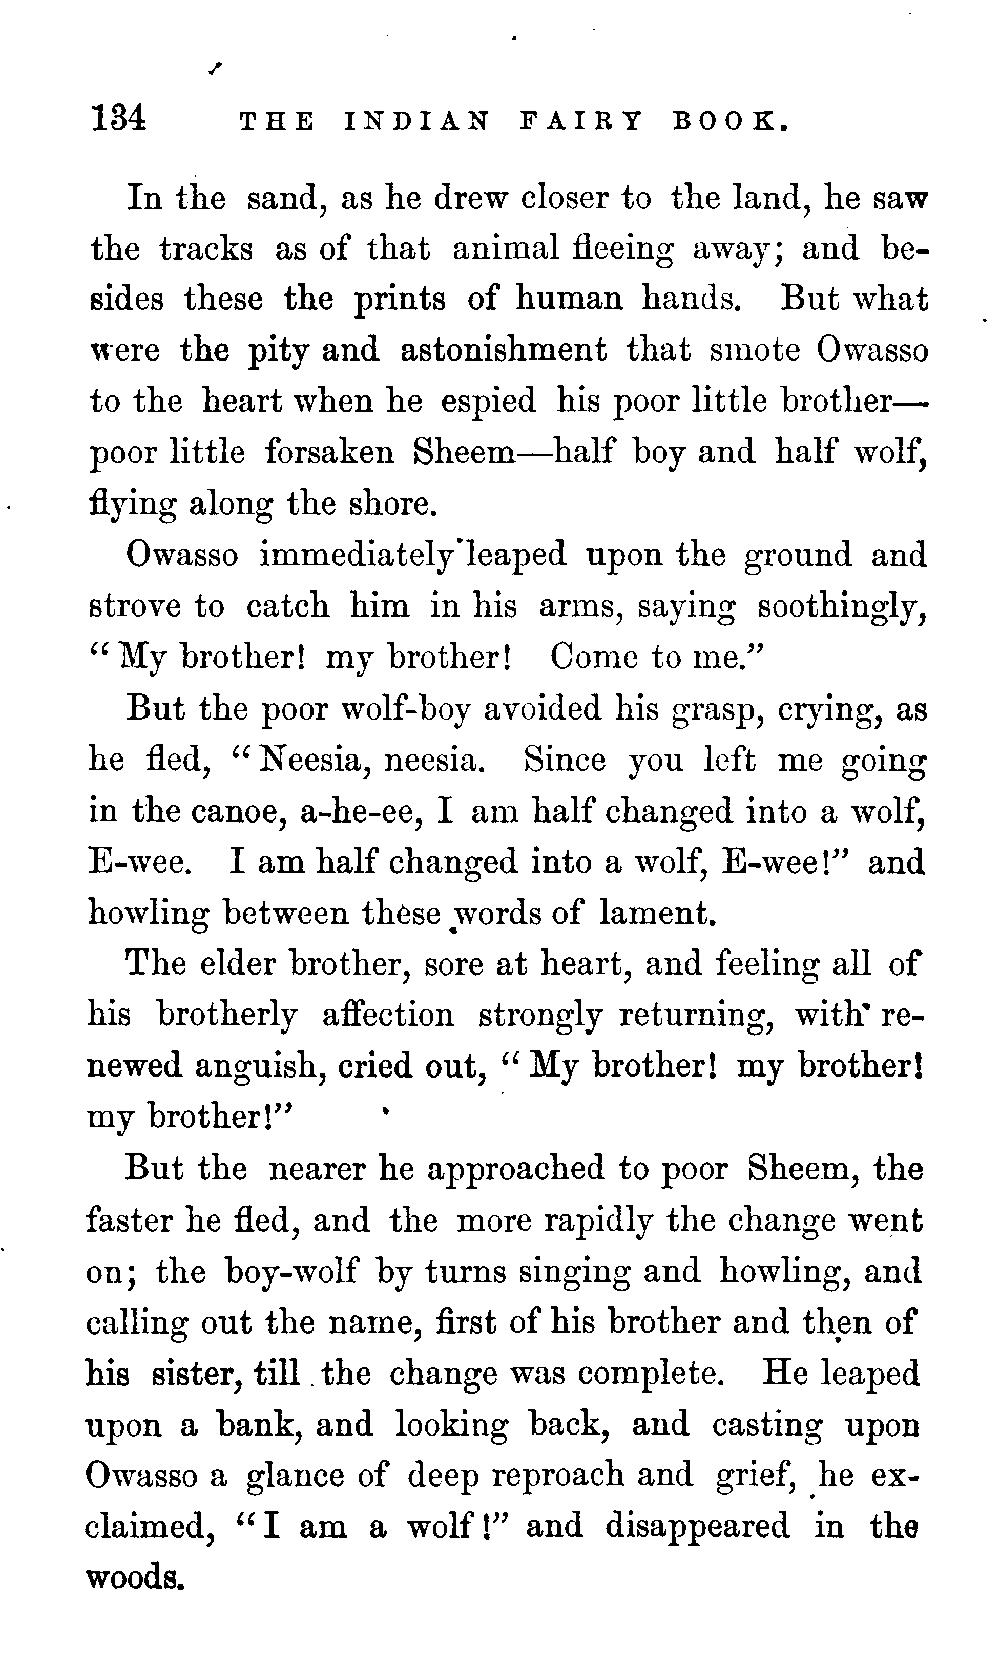 134 THE INDIAN FAIRY BOOK.
In the sand, as he drew closer to the land, he saw
the tracks as of that animal fleeing away; and be-
sides these the prints of human hands. But what
were the pity and astonishment that smote Owasso
to the heart when he espied his poor little brother—
poor little forsaken Sheem—half boy and half wolf,
flying along the shore.
Owasso immediately leaped upon the ground and
strove to catch him in his arms, saying soothingly,
“My brother! my brother! Come to me.”
But the poor wolf-boy avoided his grasp, crying, as
he fled, “Neesia, neesia. Since you left me going
in the canoe, a-he-ee, I am half changed into a wolf,
E-wee. I am half changed into a wolf, E-wee!” and
howling between these words of lament.
The elder brother, sore at heart, and feeling all of
his brotherly affection strongly returning, with re-
newed anguish, cried out, “My brother! my brother!
my brother!”
But the nearer he approached to poor Sheem, the
faster he fled, and the more rapidly the change went
on; the boy-wolf by turns singing and howling, and
calling out the name, first of his brother and then of
his sister, till the change was complete. He leaped
upon a bank, and looking back, and casting upon
Owasso a glance of deep reproach and grief, he ex-
claimed, “I am a wolf!” and disappeared in the
woods.